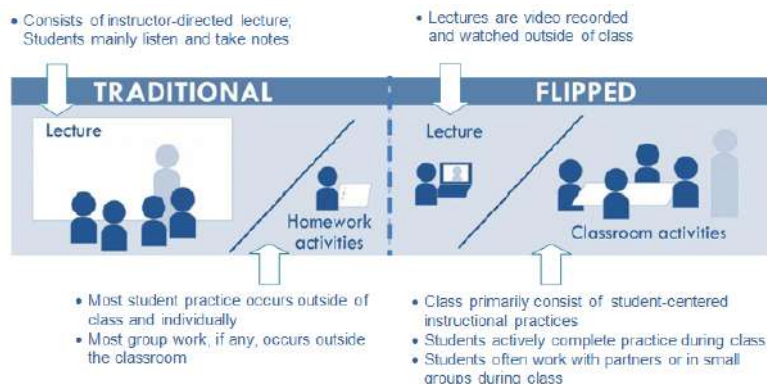 • Consists of instructor-directed lecture;
Students mainly listen and take notes
• Lectures are video recorded
and watched outside of class
TRADITIONAL
FLIPPED
Lecture
Homework
activities
Lecture
Classroom activities
• Most student practice occurs outside of
class and individually
• Most group work, if any, occurs outside
the classroom
• Class primarily consist of student-centered
instructional practices
• Students actively complete practice during class
• Students often work with partners or in small
groups during class